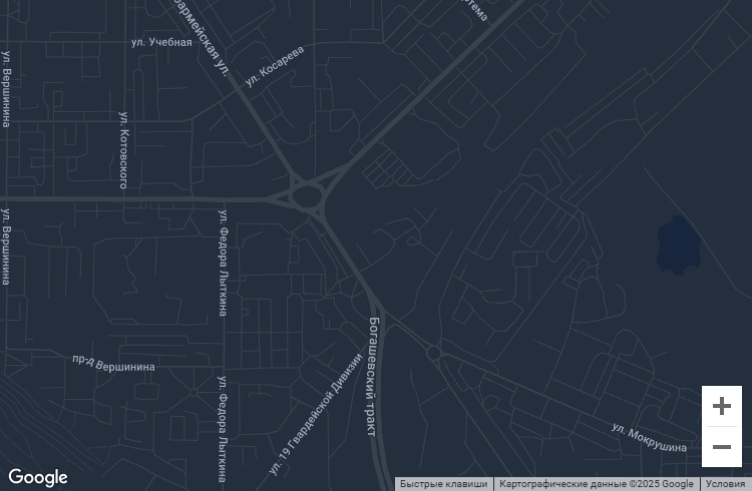 ул. Учебная
ул. Косарева
ул. Вершинина
ул. Котовского
ул. Вершинина
ул. Федора Лыткина
Богашевский тракт
пр-д Вершинина
ул. 19 Гвардейской Дивизии
ул. Федора Лыткина
ул. Мокрушина
Google
Быстрые клавиши
Картографические данные ©2025 Google
Условия